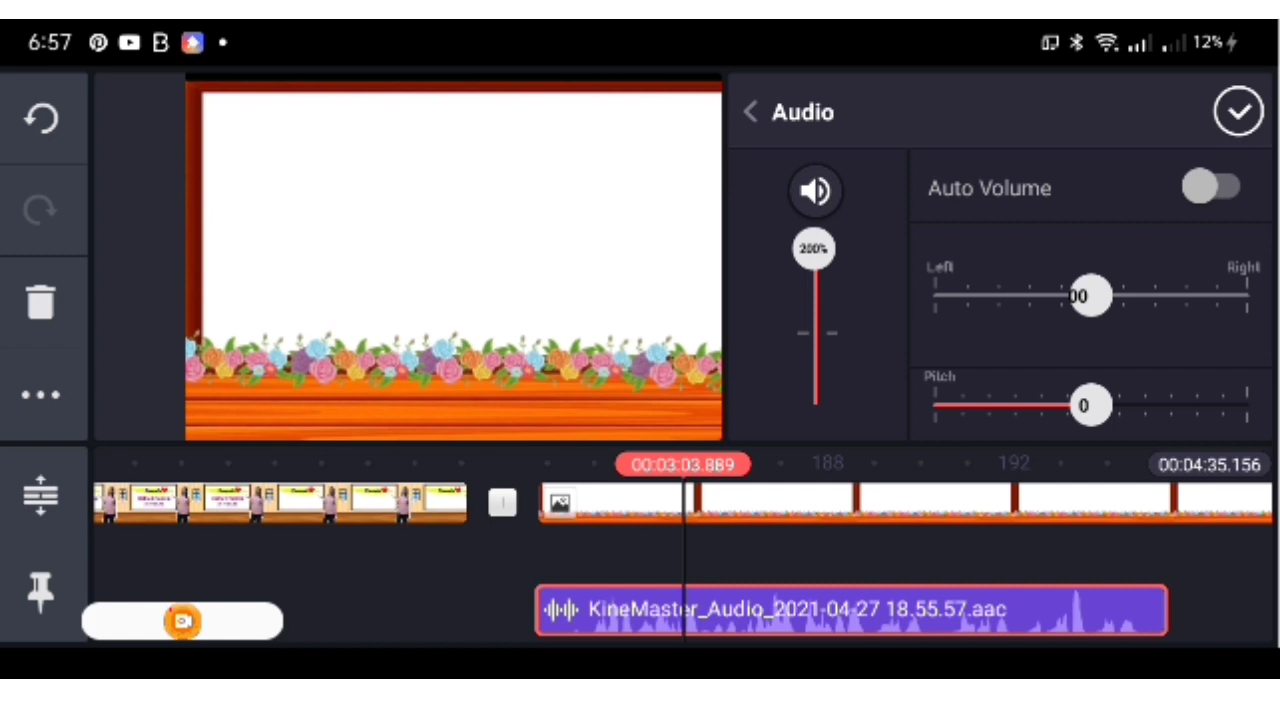 6:57
12%
Audio
Auto Volume
200%
Left
Right
00
Pitch
0
00:03:03.889
188
192
00:04:35.156
KineMaster_Audio_2021-04-27 18.55.57.aac